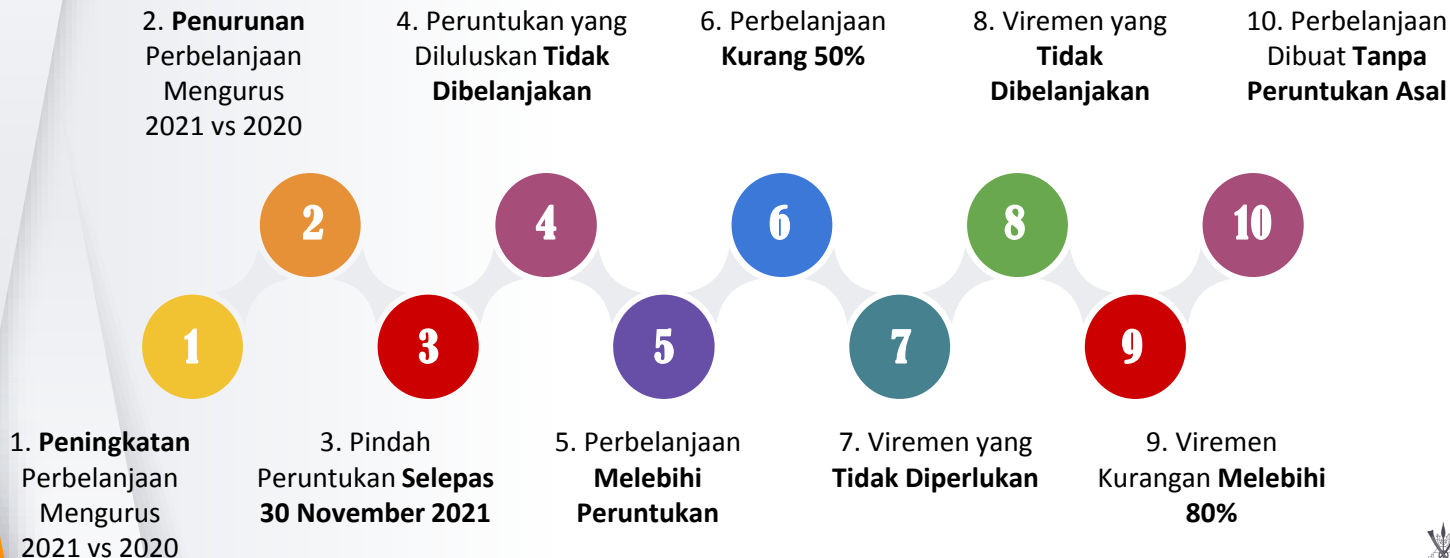 2. Penurunan
Perbelanjaan
Mengurus
2021 vs 2020
4. Peruntukan yang
Diluluskan Tidak
Dibelanjakan
6. Perbelanjaan
Kurang 50%
8. Viremen yang
Tidak
Dibelanjakan
10. Perbelanjaan
Dibuat Tanpa
Peruntukan Asal
2
4
6
8
10
1
3
5
7
9
1. Peningkatan
Perbelanjaan
Mengurus
2021 vs 2020
3. Pindah
Peruntukan Selepas
30 November 2021
5. Perbelanjaan
Melebihi
Peruntukan
7. Viremen yang
Tidak Diperlukan
9. Viremen
Kurangan Melebihi
80%